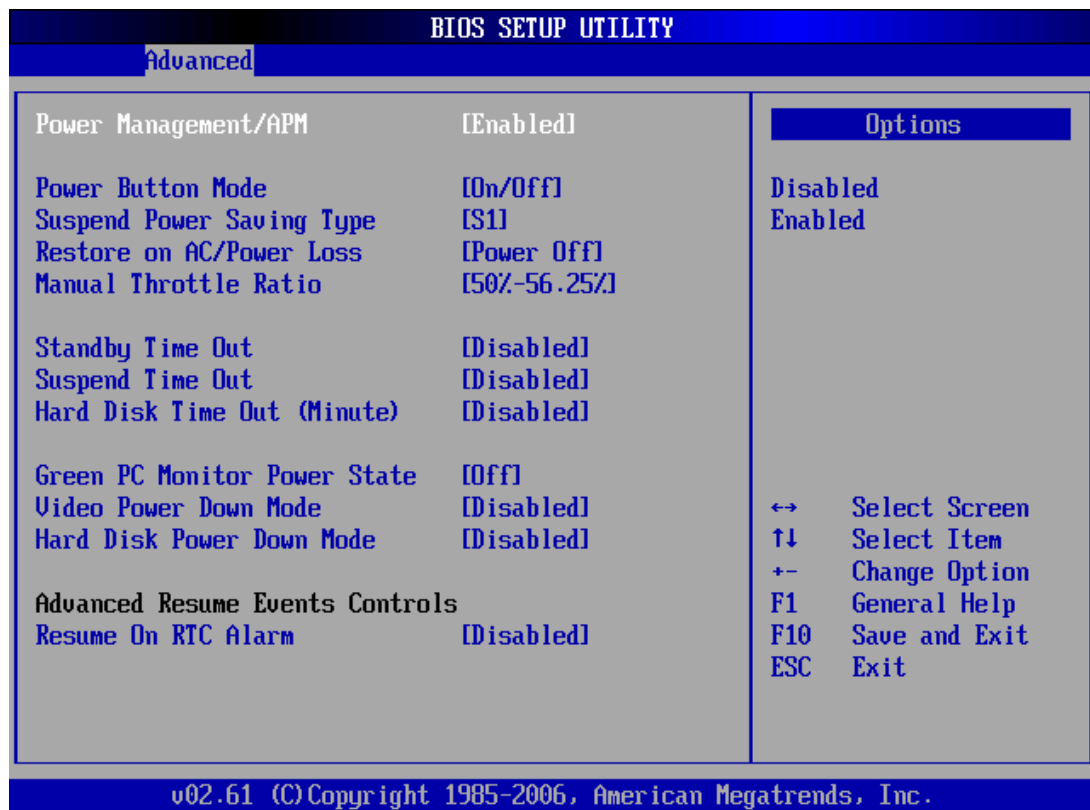 BIOS SETUP UTILITY
Advanced
Power Management/APM [Enabled]
Power Button Mode [On/Off]
Suspend Power Saving Type [S1]
Restore on AC/Power Loss [Power Off]
Manual Throttle Ratio [50%-56.25%]
Standby Time Out [Disabled]
Suspend Time Out [Disabled]
Hard Disk Time Out (Minute) [Disabled]
Green PC Monitor Power State [Off]
Video Power Down Mode [Disabled]
Hard Disk Power Down Mode [Disabled]
Advanced Resume Events Controls
Resume On RTC Alarm [Disabled]
Options
Disabled
Enabled
↔ Select Screen
↑↓ Select Item
+- Change Option
F1 General Help
F10 Save and Exit
ESC Exit
v02.61 (C)Copyright 1985-2006, American Megatrends, Inc.